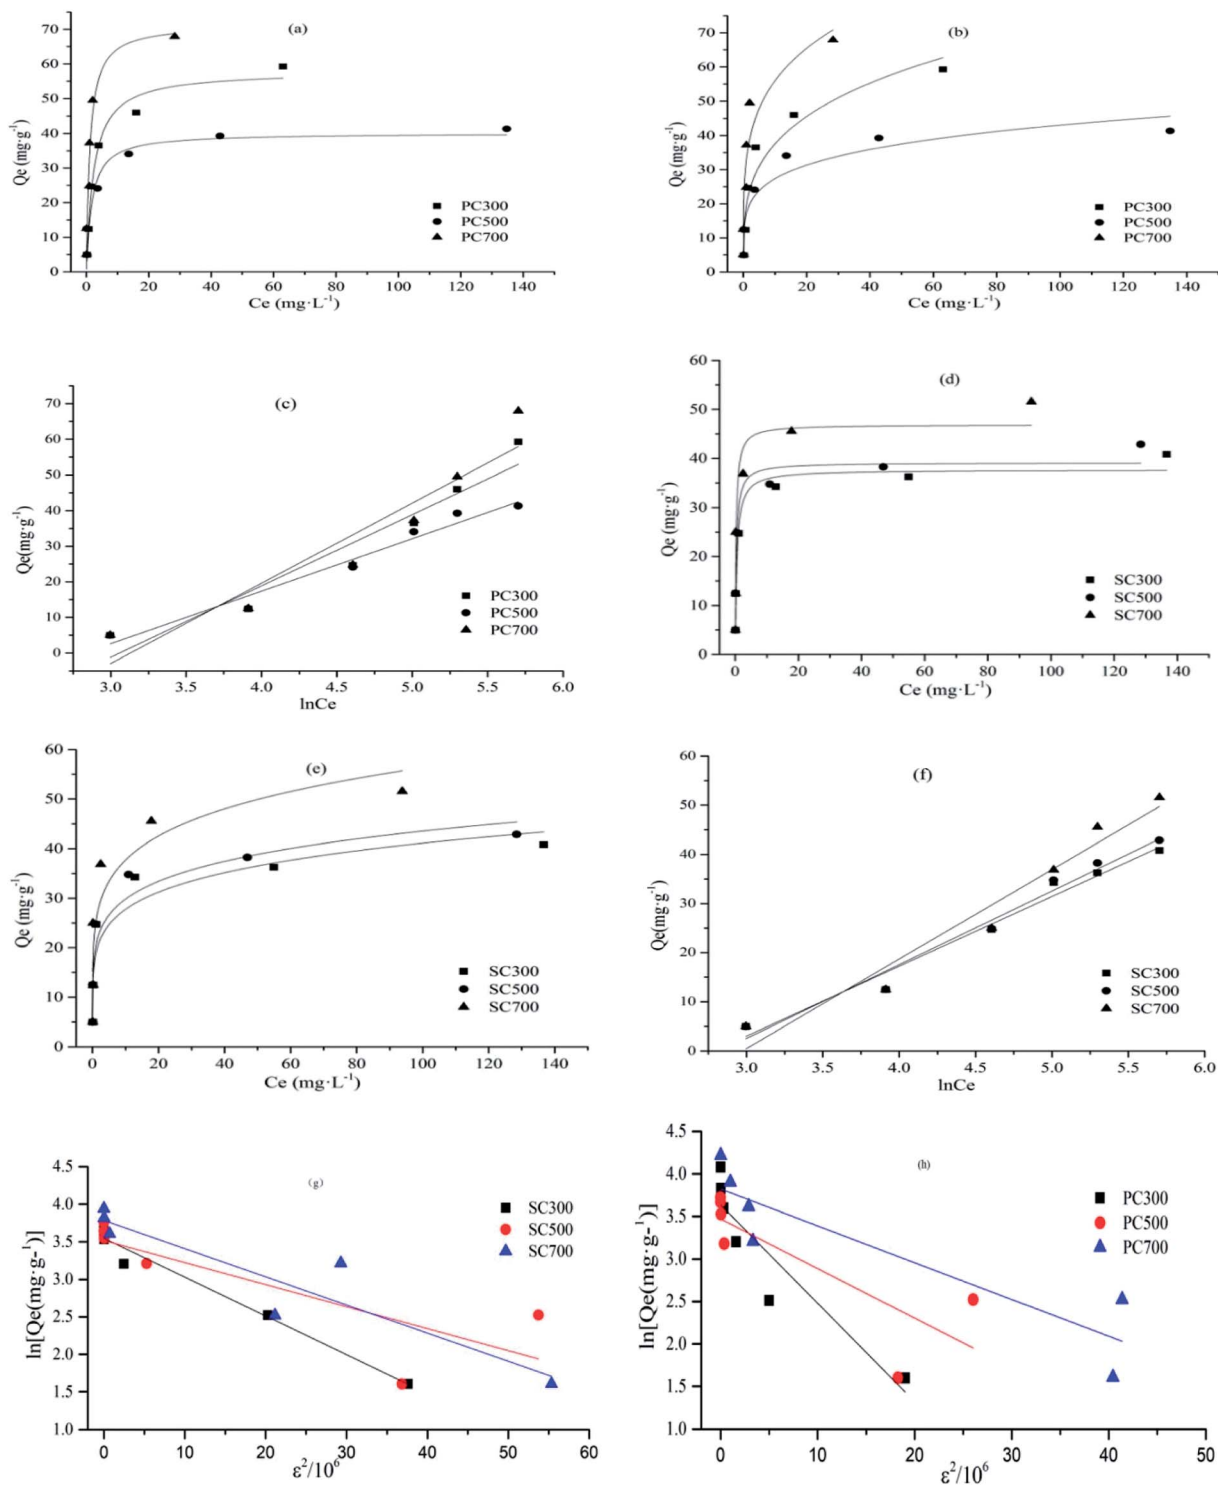 (a)
70
60
50
40
30
20
10
0
Qe (mg·g-1)
PC300
PC500
PC700
0 20 40 60 80 100 120 140
Ce (mg·L-1)
(b)
70
60
50
40
30
20
10
0
Qe (mg·g-1)
PC300
PC500
PC700
0 20 40 60 80 100 120 140
Ce (mg·L-1)
(c)
70
60
50
40
30
20
10
0
Qe(mg·g-1)
PC300
PC500
PC700
3.0 3.5 4.0 4.5 5.0 5.5 6.0
lnCe
(d)
60
50
40
30
20
10
0
Qe (mg·g-1)
SC300
SC500
SC700
0 20 40 60 80 100 120 140
Ce (mg·L-1)
(e)
60
50
40
30
20
10
0
Qe (mg·g-1)
SC300
SC500
SC700
0 20 40 60 80 100 120 140
Ce (mg·L-1)
(f)
60
50
40
30
20
10
0
Qe(mg·g-1)
SC300
SC500
SC700
3.0 3.5 4.0 4.5 5.0 5.5 6.0
lnCe
(g)
4.5
4.0
3.5
3.0
2.5
2.0
1.5
1.0
ln[Qe(mg·g-1)]
SC300
SC500
SC700
0 10 20 30 40 50 60
ε2/106
(h)
4.5
4.0
3.5
3.0
2.5
2.0
1.5
1.0
ln[Qe(mg·g-1)]
PC300
PC500
PC700
0 10 20 30 40 50
ε2/106